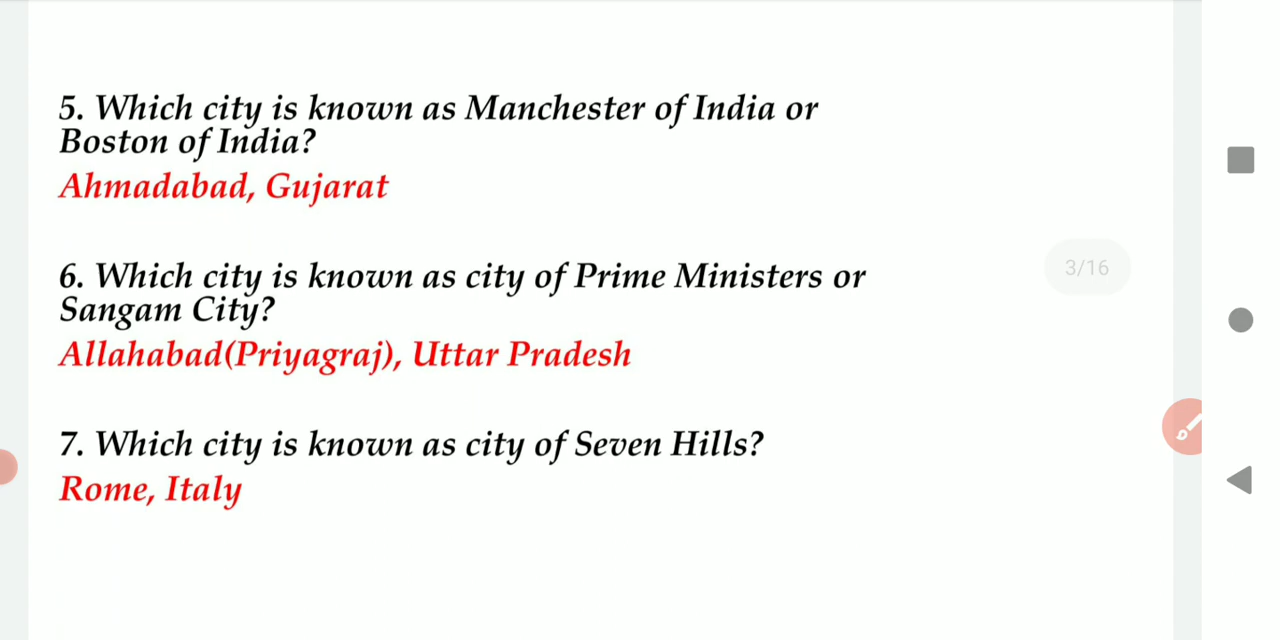 5. Which city is known as Manchester of India or
Boston of India?
Ahmadabad, Gujarat
6. Which city is known as city of Prime Ministers or
Sangam City?
Allahabad(Priyagraj), Uttar Pradesh
7. Which city is known as city of Seven Hills?
Rome, Italy
3/16